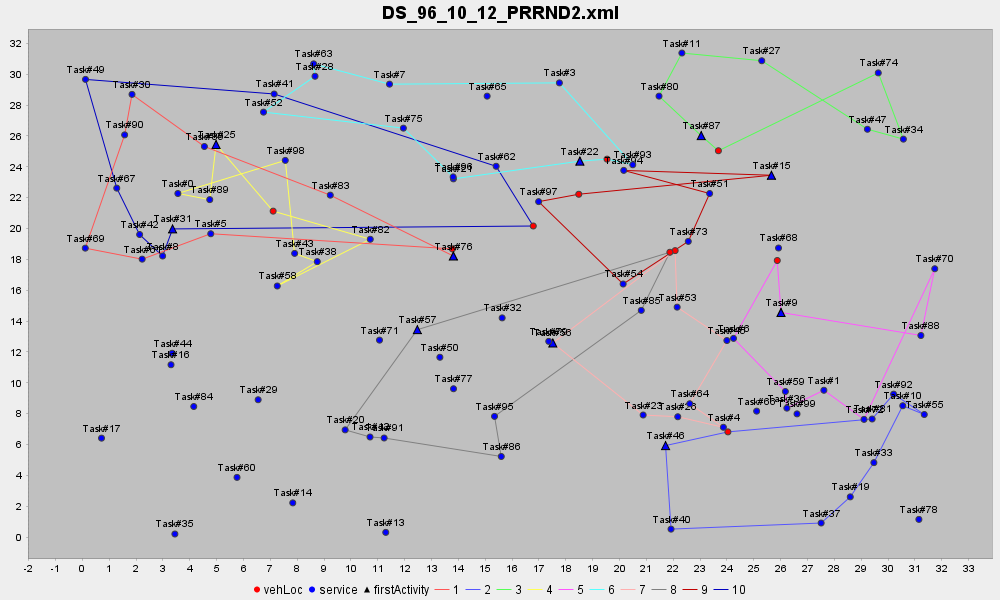 DS_96_10_12_PRRND2.xml
32
30
28
26
24
22
20
18
16
14
12
10
8
6
4
2
0
Task#11
Task#63
Task#27
Task#28
Task#49
Task#7
Task#3
Task#74
Task#30
Task#41
Task#65
Task#80
Task#52
Task#90
Task#75
Task#87
Task#47
Task#25
Task#34
Task#98
Task#62
Task#22
Task#93
Task#21
Task#94
Task#15
Task#67
Task#0
Task#89
Task#83
Task#97
Task#51
Task#42
Task#31
Task#5
Task#82
Task#73
Task#69
Task#8
Task#43
Task#38
Task#76
Task#68
Task#58
Task#54
Task#70
Task#85
Task#53
Task#32
Task#9
Task#57
Task#71
Task#6
Task#88
Task#44
Task#16
Task#50
Task#77
Task#59
Task#1
Task#92
Task#84
Task#29
Task#64
Task#10
Task#23
Task#26
Task#99
Task#55
Task#95
Task#4
Task#20
Task#91
Task#17
Task#86
Task#46
Task#33
Task#60
Task#19
Task#14
Task#37
Task#78
Task#35
Task#13
Task#40
-2 -1 0 1 2 3 4 5 6 7 8 9 10 11 12 13 14 15 16 17 18 19 20 21 22 23 24 25 26 27 28 29 30 31 32 33
vehLoc service firstActivity 1 2 3 4 5 6 7 8 9 10